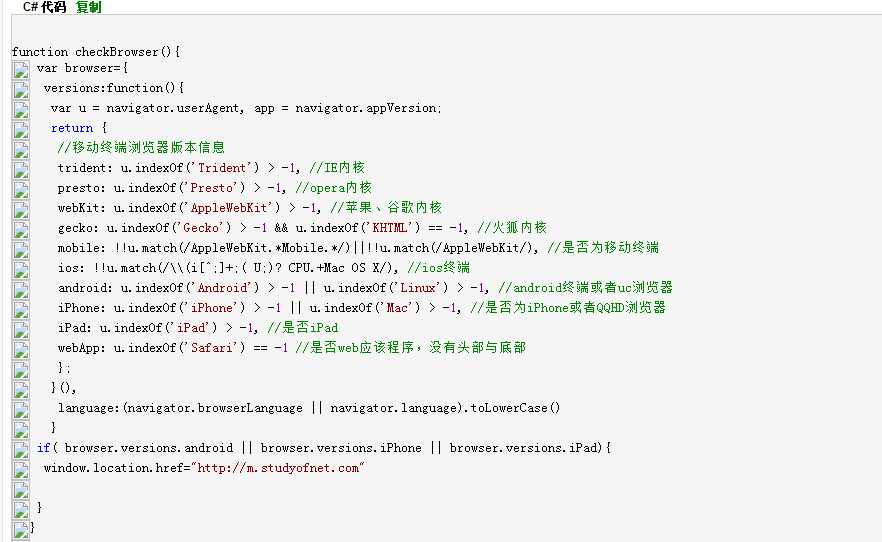 C# 代码 复制
function checkBrowser(){
var browser={
versions:function(){
var u = navigator.userAgent, app = navigator.appVersion;
return {
//移动终端浏览器版本信息
trident: u.indexOf('Trident') > -1, //IE内核
presto: u.indexOf('Presto') > -1, //opera内核
webKit: u.indexOf('AppleWebKit') > -1, //苹果、谷歌内核
gecko: u.indexOf('Gecko') > -1 && u.indexOf('KHTML') == -1, //火狐内核
mobile: !!u.match(/AppleWebKit.*Mobile.*/)||!!u.match(/AppleWebKit/), //是否为移动终端
ios: !!u.match(/\\(i[^;]+;( U;)? CPU.+Mac OS X/), //ios终端
android: u.indexOf('Android') > -1 || u.indexOf('Linux') > -1, //android终端或者uc浏览器
iPhone: u.indexOf('iPhone') > -1 || u.indexOf('Mac') > -1, //是否为iPhone或者QQHD浏览器
iPad: u.indexOf('iPad') > -1, //是否iPad
webApp: u.indexOf('Safari') == -1 //是否web应该程序，没有头部与底部
};
}(),
language:(navigator.browserLanguage || navigator.language).toLowerCase()
}
if( browser.versions.android || browser.versions.iPhone || browser.versions.iPad){
window.location.href="http://m.studyofnet.com"
}
}